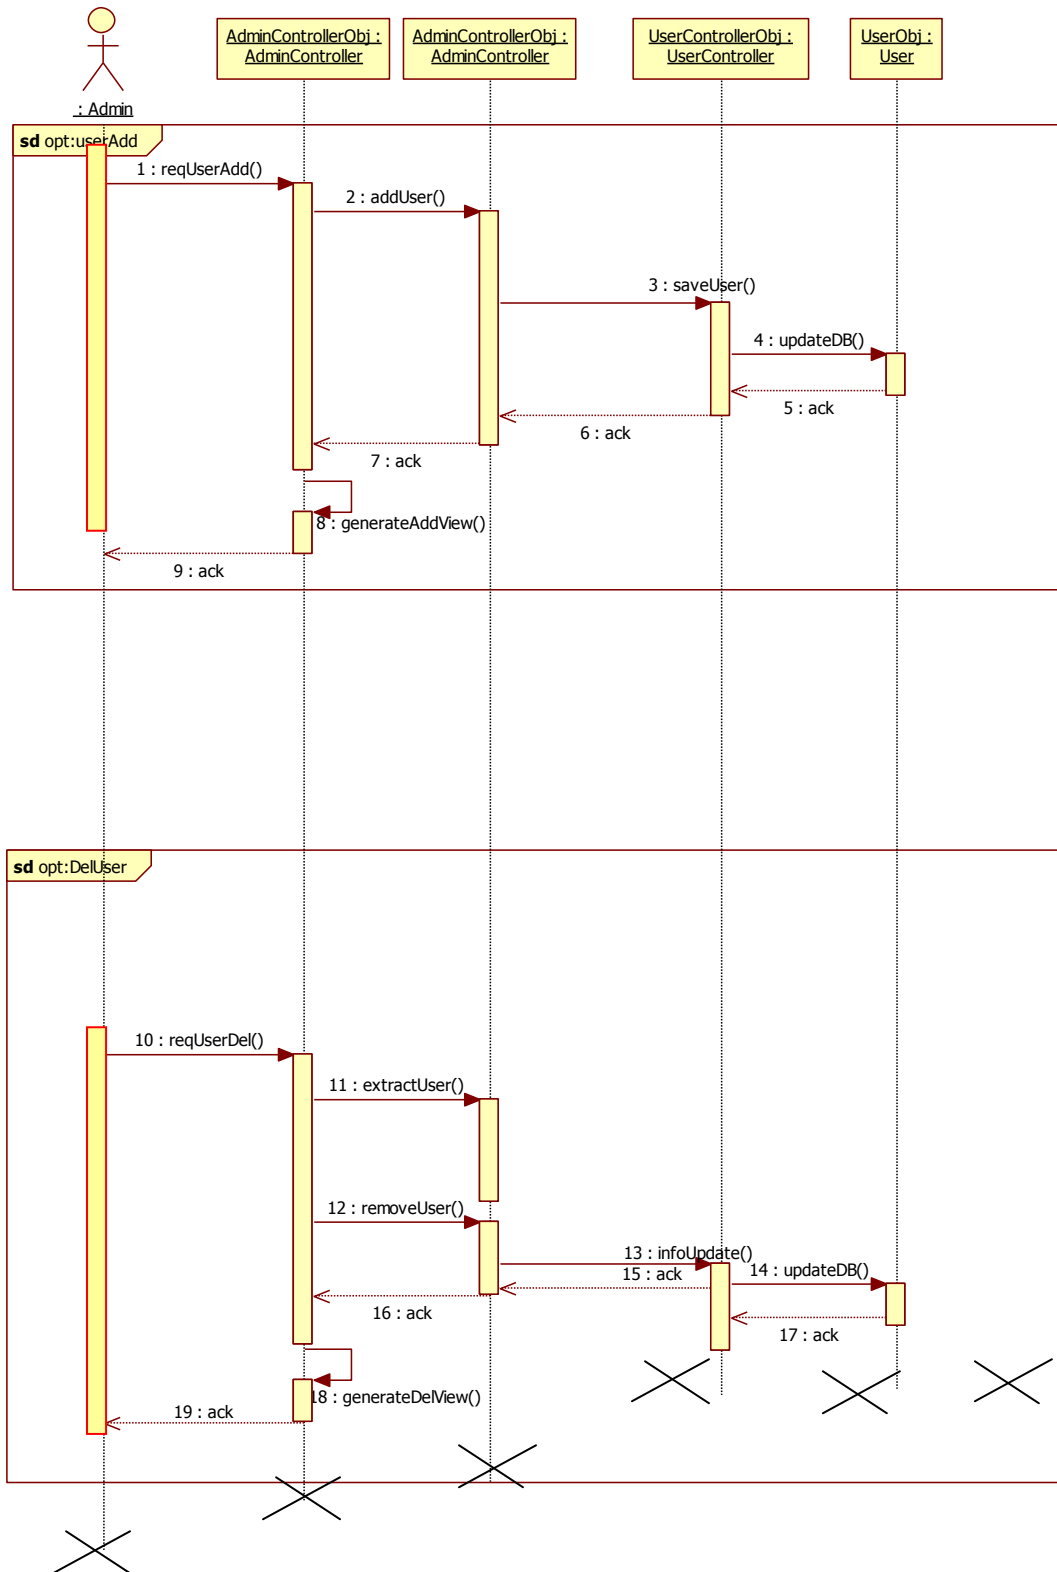 AdminControllerObj :
AdminController
AdminControllerObj :
AdminController
UserControllerObj :
UserController
UserObj :
User
: Admin
sd opt:userAdd
1 : reqUserAdd()
2 : addUser()
3 : saveUser()
4 : updateDB()
5 : ack
6 : ack
7 : ack
8 : generateAddView()
9 : ack
sd opt:DelUser
10 : reqUserDel()
11 : extractUser()
12 : removeUser()
13 : infoUpdate()
14 : updateDB()
15 : ack
16 : ack
17 : ack
18 : generateDelView()
19 : ack